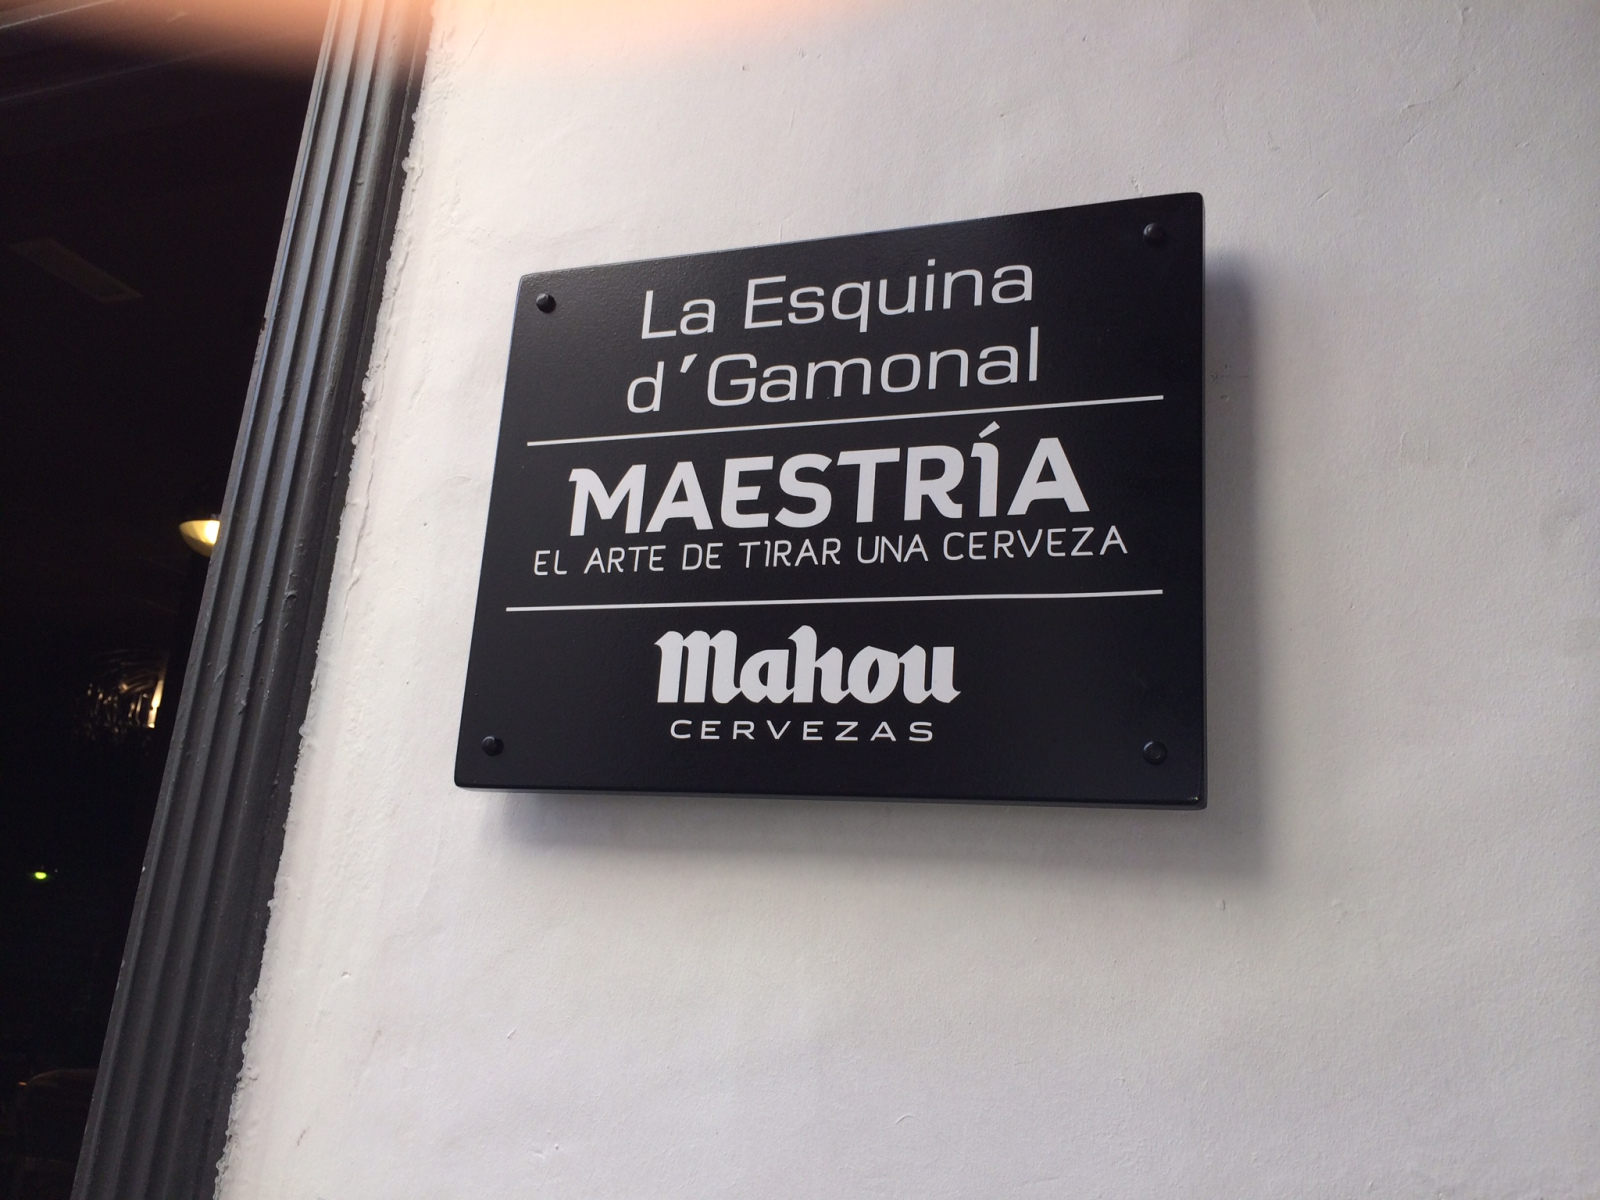 La Esquina
d´Gamonal
MAESTRÍA
EL ARTE DE TIRAR UNA CERVEZA
Mahou
CERVEZAS